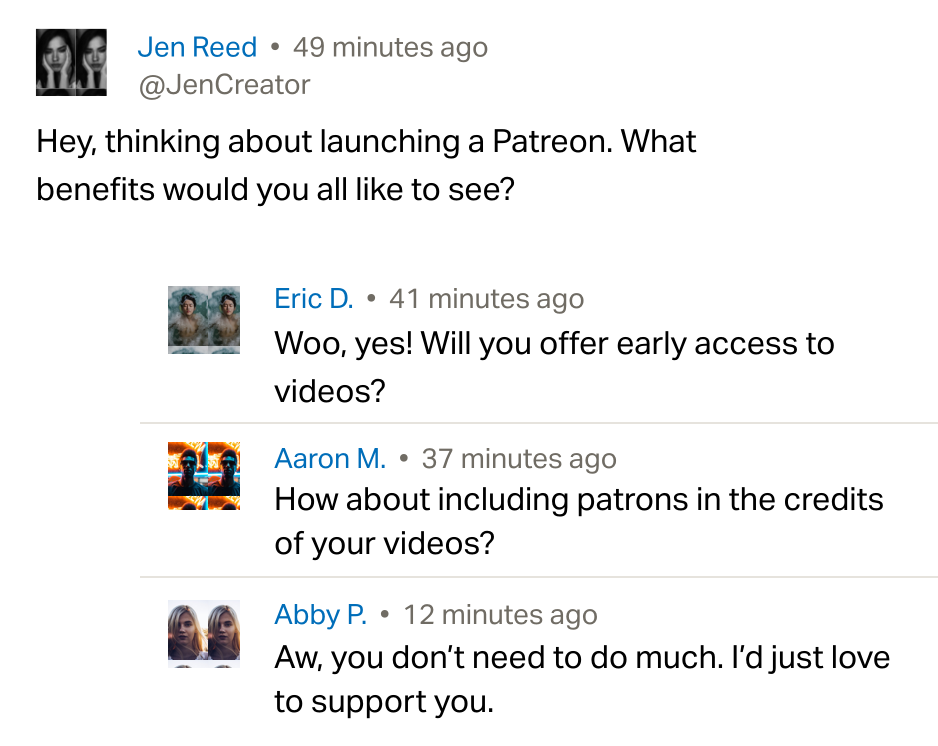 Jen Reed • 49 minutes ago
@JenCreator
Hey, thinking about launching a Patreon. What
benefits would you all like to see?
Eric D. • 41 minutes ago
Woo, yes! Will you offer early access to
videos?
Aaron M. • 37 minutes ago
How about including patrons in the credits
of your videos?
Abby P. • 12 minutes ago
Aw, you don’t need to do much. I’d just love
to support you.